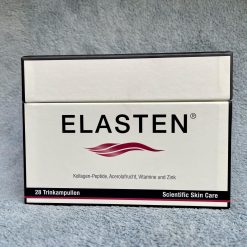 ELASTEN®
Kollagen-Peptide, Acerolafrucht, Vitamine und Zink
28 Trinkampullen
Scientific Skin Care